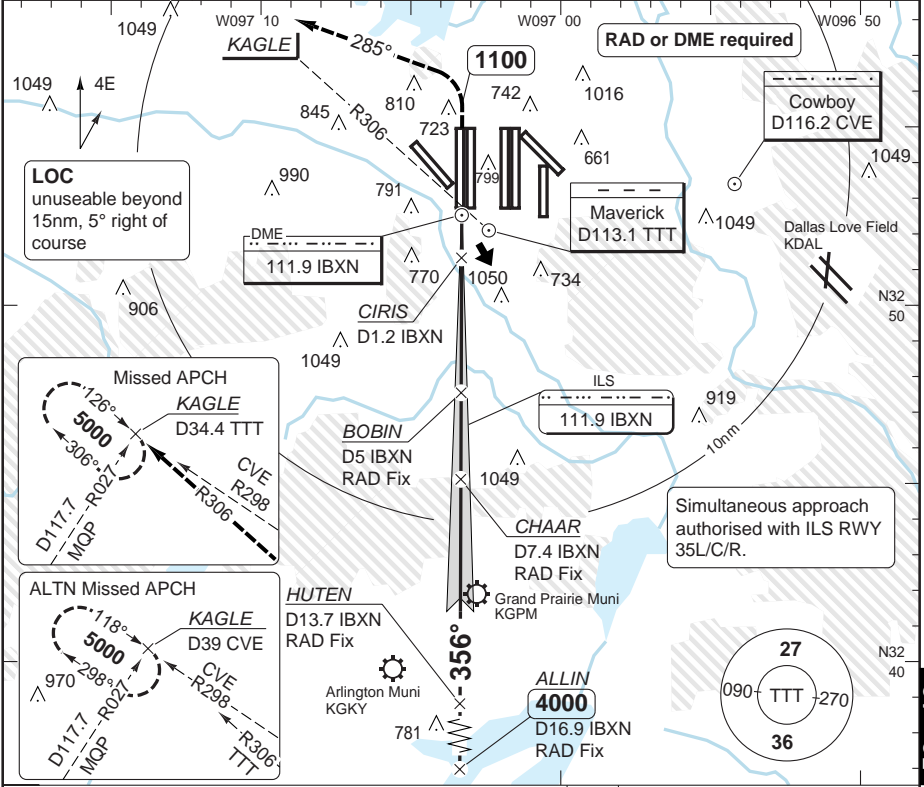 W097 10
W097 00
W096 50
1049
KAGLE
285°
1100
RAD or DME required
1049
4E
845
810
723
742
1016
Cowboy
D116.2 CVE
R306
661
1049
LOC
unuseable beyond
15nm, 5° right of
course
990
791
799
Maverick
D113.1 TTT
1049
Dallas Love Field
KDAL
DME
111.9 IBXN
770
1050
734
906
CIRIS
D1.2 IBXN
N32
50
1049
Missed APCH
126°
5000
306°
KAGLE
D34.4 TTT
CVE
R298
R306
R027
D117.7
MQP
ILS
111.9 IBXN
919
10nm
BOBIN
D5 IBXN
RAD Fix
1049
CHAAR
D7.4 IBXN
RAD Fix
Simultaneous approach
authorised with ILS RWY
35L/C/R.
ALTN Missed APCH
118°
5000
298°
KAGLE
D39 CVE
CVE
R298
R306
TTT
R027
D117.7
MQP
970
HUTEN
D13.7 IBXN
RAD Fix
Grand Prairie Muni
KGPM
356°
Arlington Muni
KGKY
781
ALLIN
4000
D16.9 IBXN
RAD Fix
27
090
TTT
270
36
N32
40